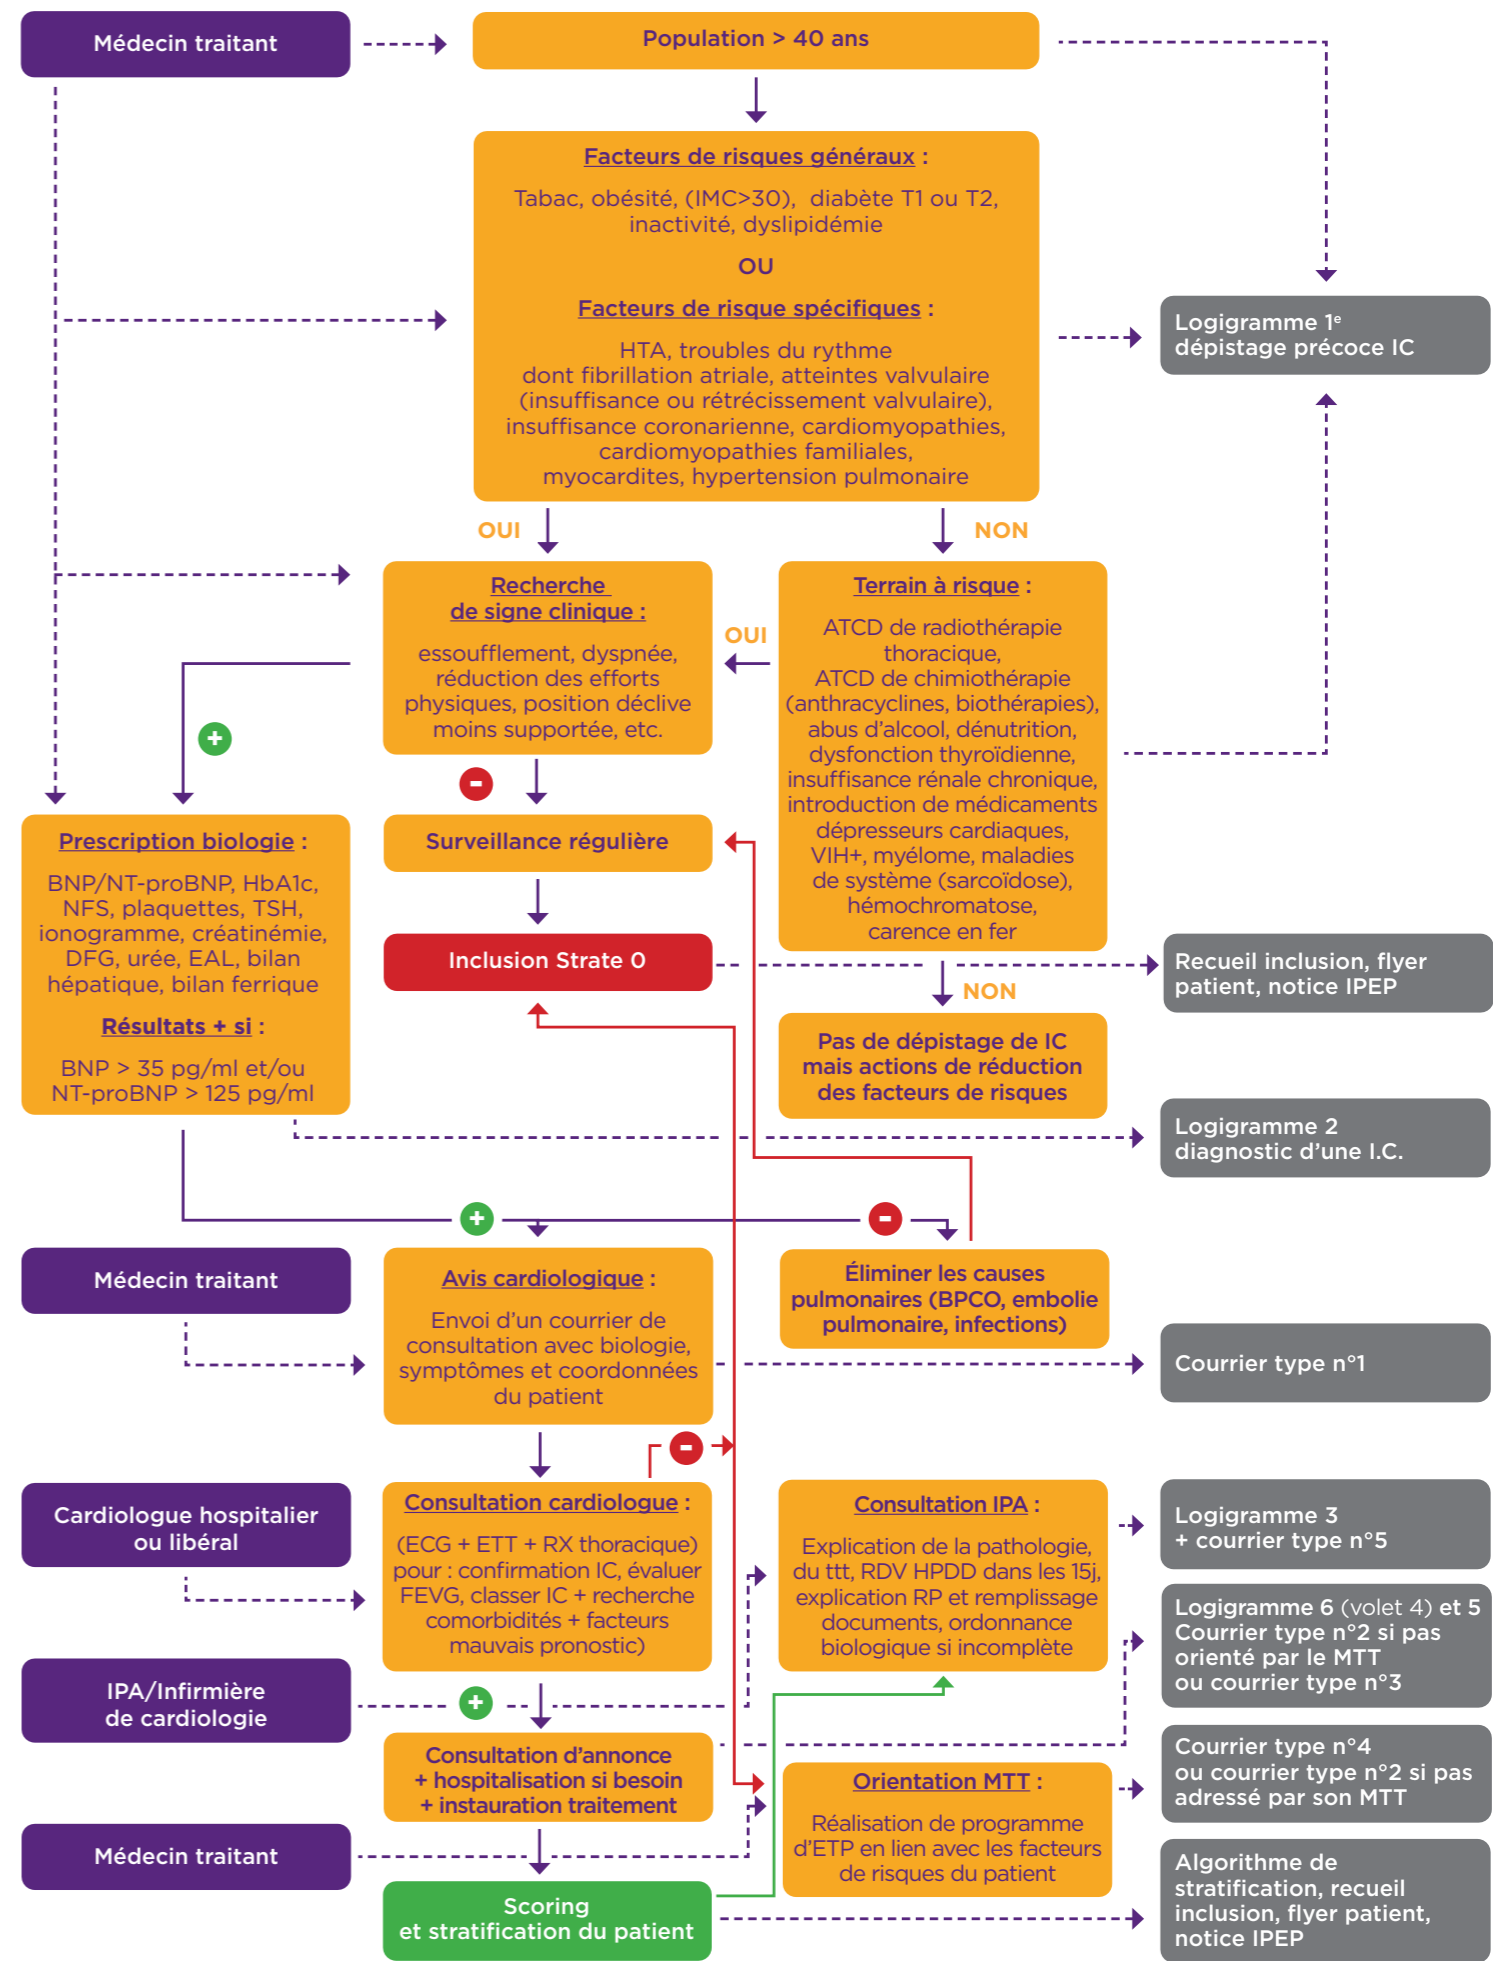 Médecin traitant
Population > 40 ans
Facteurs de risques généraux :
Tabac, obésité, (IMC>30), diabète T1 ou T2,
inactivité, dyslipidémie
OU
Facteurs de risque spécifiques :
HTA, troubles du rythme
dont fibrillation atriale, atteintes valvulaire
(insuffisance ou rétrécissement valvulaire),
insuffisance coronarienne, cardiomyopathies,
cardiomyopathies familiales,
myocardites, hypertension pulmonaire
Logigramme 1e
dépistage précoce IC
OUI
NON
Recherche
de signe clinique :
essoufflement, dyspnée,
réduction des efforts
physiques, position déclive
moins supportée, etc.
OUI
Terrain à risque :
ATCD de radiothérapie
thoracique,
ATCD de chimiothérapie
(anthracyclines, biothérapies),
abus d'alcool, dénutrition,
dysfonction thyroïdienne,
insuffisance rénale chronique,
introduction de médicaments
dépresseurs cardiaques,
VIH+, myélome, maladies
de système (sarcoïdose),
hémochromatose,
carence en fer
+
-
Prescription biologie :
BNP/NT-proBNP, HbA1c,
NFS, plaquettes, TSH,
ionogramme, créatinémie,
DFG, urée, EAL, bilan
hépatique, bilan ferrique
Résultats + si :
BNP > 35 pg/ml et/ou
NT-proBNP > 125 pg/ml
Surveillance régulière
Inclusion Strate 0
Recueil inclusion, flyer
patient, notice IPEP
NON
Pas de dépistage de IC
mais actions de réduction
des facteurs de risques
Logigramme 2
diagnostic d'une I.C.
+
-
Médecin traitant
Avis cardiologique :
Envoi d'un courrier de
consultation avec biologie,
symptômes et coordonnées
du patient
Éliminer les causes
pulmonaires (BPCO, embolie
pulmonaire, infections)
Courrier type n°1
-
Cardiologue hospitalier
ou libéral
Consultation cardiologue :
(ECG + ETT + RX thoracique)
pour : confirmation IC, évaluer
FEVG, classer IC + recherche
comorbidités + facteurs
mauvais pronostic)
Consultation IPA :
Explication de la pathologie,
du ttt, RDV HPDD dans les 15j,
explication RP et remplissage
documents, ordonnance
biologique si incomplète
Logigramme 3
+ courrier type n°5
Logigramme 6 (volet 4) et 5
Courrier type n°2 si pas
orienté par le MTT
ou courrier type n°3
IPA/Infirmière
de cardiologie
+
Consultation d'annonce
+ hospitalisation si besoin
+ instauration traitement
Orientation MTT :
Réalisation de programme
d'ETP en lien avec les facteurs
de risques du patient
Courrier type n°4
ou courrier type n°2 si pas
adressé par son MTT
Médecin traitant
Scoring
et stratification du patient
Algorithme de
stratification, recueil
inclusion, flyer patient,
notice IPEP